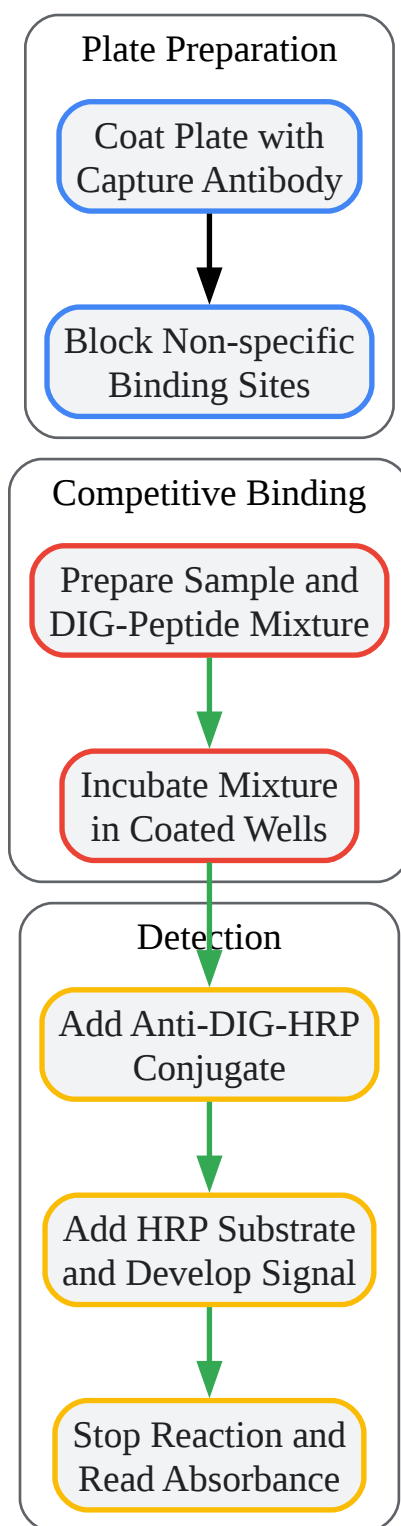 Plate Preparation
Coat Plate with
Capture Antibody
Block Non-specific
Binding Sites
Competitive Binding
Prepare Sample and
DIG-Peptide Mixture
Incubate Mixture
in Coated Wells
Detection
Add Anti-DIG-HRP
Conjugate
Add HRP Substrate
and Develop Signal
Stop Reaction and
Read Absorbance